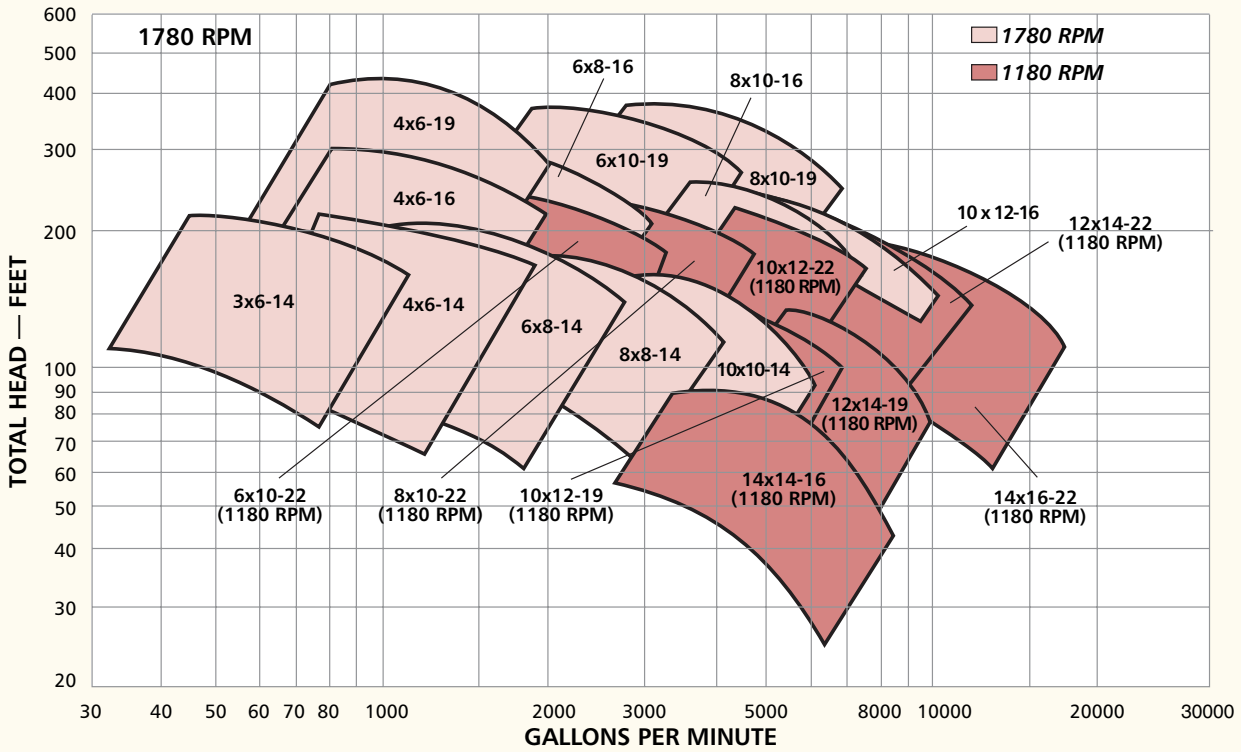 600
500
400
300
200
100
90
80
70
60
50
40
30
20
TOTAL HEAD — FEET
1780 RPM
1780 RPM
1180 RPM
6x8-16
8x10-16
4x6-19
6x10-19
8x10-19
4x6-16
10 x 12-16
12x14-22
(1180 RPM)
10x12-22
(1180 RPM)
3x6-14
4x6-14
6x8-14
8x8-14
10x10-14
12x14-19
(1180 RPM)
14x14-16
(1180 RPM)
6x10-22
(1180 RPM)
8x10-22
(1180 RPM)
10x12-19
(1180 RPM)
14x16-22
(1180 RPM)
30 40 50 60 70 80 1000 2000 3000 5000 8000 10000 20000 30000
GALLONS PER MINUTE